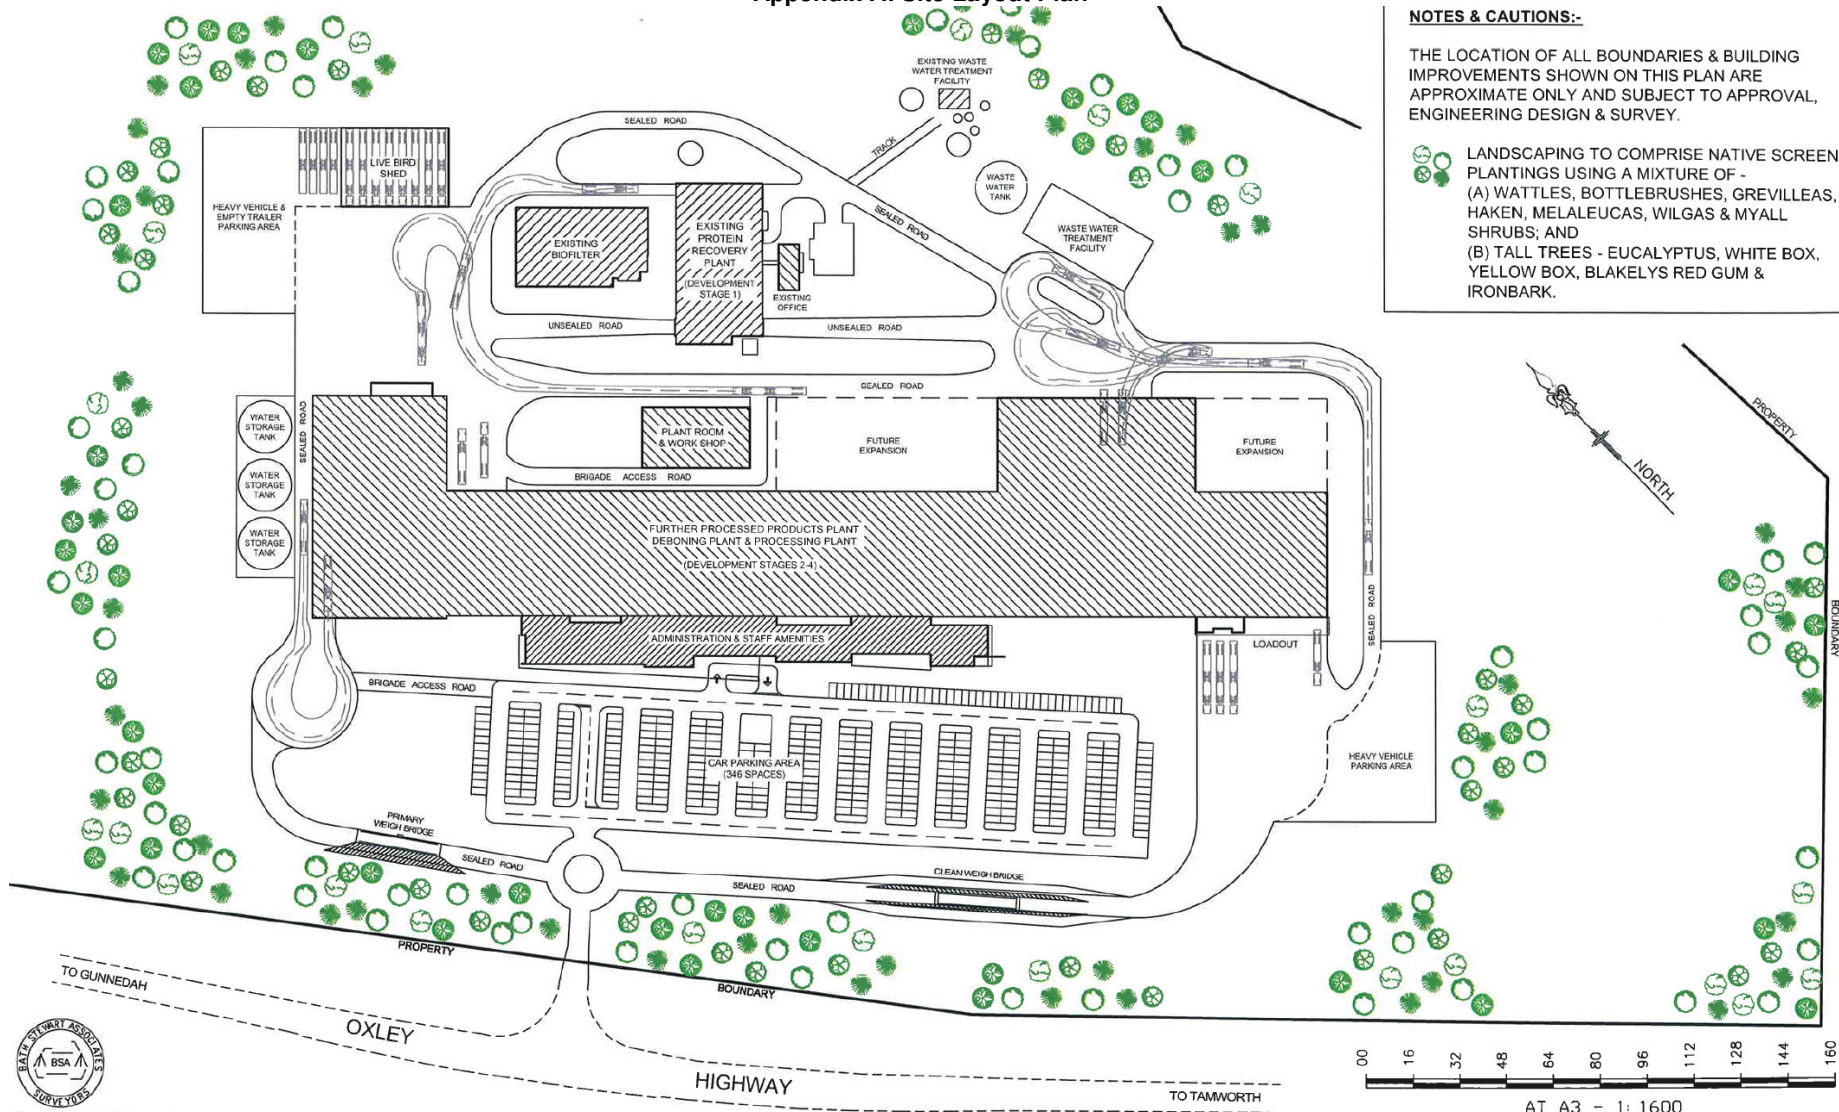 Appendix A: Site Layout Plan
NOTES & CAUTIONS:-
THE LOCATION OF ALL BOUNDARIES & BUILDING
IMPROVEMENTS SHOWN ON THIS PLAN ARE
APPROXIMATE ONLY AND SUBJECT TO APPROVAL,
ENGINEERING DESIGN & SURVEY.
LANDSCAPING TO COMPRISE NATIVE SCREEN
PLANTINGS USING A MIXTURE OF -
(A) WATTLES, BOTTLEBRUSHES, GREVILLEAS,
HAKEN, MELALEUCAS, WILGAS & MYALL
SHRUBS; AND
(B) TALL TREES - EUCALYPTUS, WHITE BOX,
YELLOW BOX, BLAKELYS RED GUM &
IRONBARK.
EXISTING WASTE
WATER TREATMENT
FACILITY
SEALED ROAD
TRACK
LIVE BIRD
SHED
HEAVY VEHICLE &
EMPTY TRAILER
PARKING AREA
WASTE
WATER
TANK
SEALED ROAD
WASTE WATER
TREATMENT
FACILITY
EXISTING
BIOFILTER
EXISTING
PROTEIN
RECOVERY
PLANT
(DEVELOPMENT
STAGE 1)
EXISTING
OFFICE
UNSEALED ROAD
UNSEALED ROAD
SEALED ROAD
WATER
STORAGE
TANK
WATER
STORAGE
TANK
WATER
STORAGE
TANK
SEALED ROAD
PLANT ROOM
& WORK SHOP
BRIGADE ACCESS ROAD
FUTURE
EXPANSION
FUTURE
EXPANSION
PROPERTY
BOUNDARY
NORTH
FURTHER PROCESSED PRODUCTS PLANT
DEBONING PLANT & PROCESSING PLANT
(DEVELOPMENT STAGES 2-4)
SEALED ROAD
ADMINISTRATION & STAFF AMENITIES
LOADOUT
BRIGADE ACCESS ROAD
CAR PARKING AREA
(346 SPACES)
HEAVY VEHICLE
PARKING AREA
PRIMARY
WEIGH BRIDGE
SEALED ROAD
SEALED ROAD
CLEAN WEIGH BRIDGE
PROPERTY
BOUNDARY
TO GUNNEDAH
OXLEY
HIGHWAY
TO TAMWORTH
BATH STEWART ASSOCIATES
BSA
SURVEYORS
00 16 32 48 64 80 96 112 128 144 160
AT A3 - 1:1600